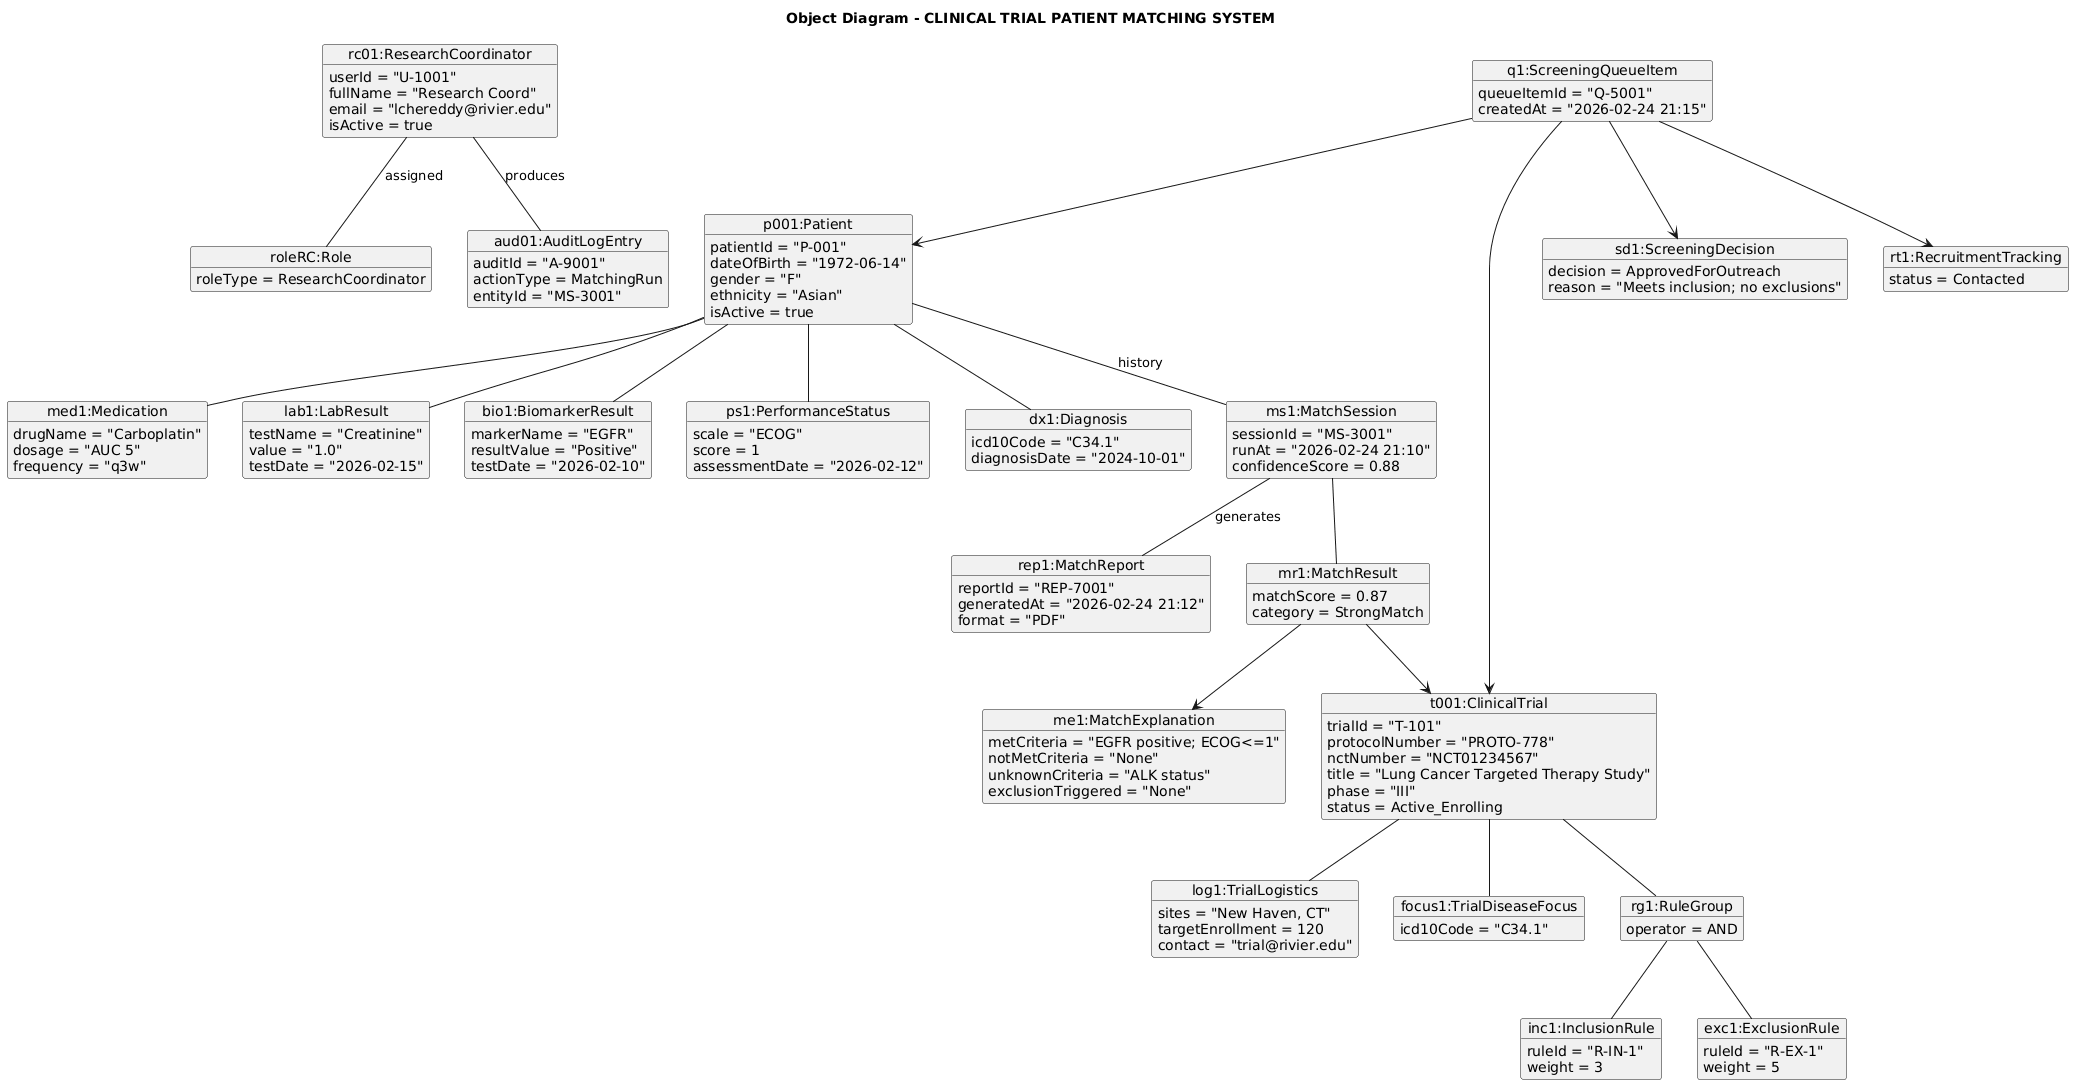 Object Diagram - CLINICAL TRIAL PATIENT MATCHING SYSTEM
rc01:ResearchCoordinator
userId = "U-1001"
fullName = "Research Coord"
email = "lchereddy@rivier.edu"
isActive = true
q1:ScreeningQueueItem
queueItemId = "Q-5001"
createdAt = "2026-02-24 21:15"
assigned
produces
roleRC:Role
roleType = ResearchCoordinator
aud01:AuditLogEntry
auditId = "A-9001"
actionType = MatchingRun
entityId = "MS-3001"
p001:Patient
patientId = "P-001"
dateOfBirth = "1972-06-14"
gender = "F"
ethnicity = "Asian"
isActive = true
sd1:ScreeningDecision
decision = ApprovedForOutreach
reason = "Meets inclusion; no exclusions"
rt1:RecruitmentTracking
status = Contacted
history
med1:Medication
drugName = "Carboplatin"
dosage = "AUC 5"
frequency = "q3w"
lab1:LabResult
testName = "Creatinine"
value = "1.0"
testDate = "2026-02-15"
bio1:BiomarkerResult
markerName = "EGFR"
resultValue = "Positive"
testDate = "2026-02-10"
ps1:PerformanceStatus
scale = "ECOG"
score = 1
assessmentDate = "2026-02-12"
dx1:Diagnosis
icd10Code = "C34.1"
diagnosisDate = "2024-10-01"
ms1:MatchSession
sessionId = "MS-3001"
runAt = "2026-02-24 21:10"
confidenceScore = 0.88
generates
rep1:MatchReport
reportId = "REP-7001"
generatedAt = "2026-02-24 21:12"
format = "PDF"
mr1:MatchResult
matchScore = 0.87
category = StrongMatch
me1:MatchExplanation
metCriteria = "EGFR positive; ECOG<=1"
notMetCriteria = "None"
unknownCriteria = "ALK status"
exclusionTriggered = "None"
t001:ClinicalTrial
trialId = "T-101"
protocolNumber = "PROTO-778"
nctNumber = "NCT01234567"
title = "Lung Cancer Targeted Therapy Study"
phase = "III"
status = Active_Enrolling
log1:TrialLogistics
sites = "New Haven, CT"
targetEnrollment = 120
contact = "trial@rivier.edu"
focus1:TrialDiseaseFocus
icd10Code = "C34.1"
rg1:RuleGroup
operator = AND
inc1:InclusionRule
ruleId = "R-IN-1"
weight = 3
exc1:ExclusionRule
ruleId = "R-EX-1"
weight = 5